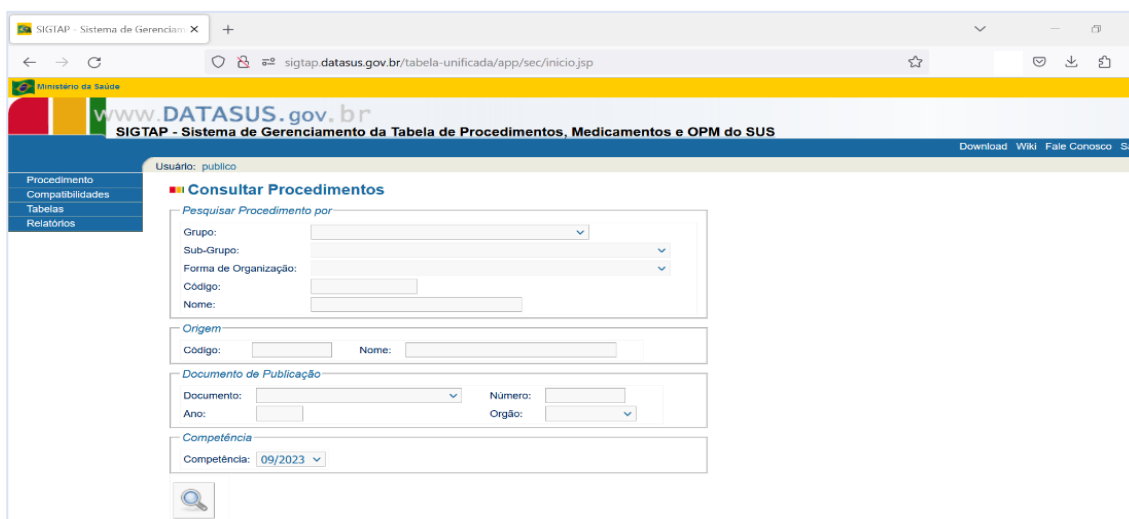 SIGTAP - Sistema de Gerenciam
sigtap.datasus.gov.br/tabela-unificada/app/sec/inicio.jsp
Ministério da Saúde
www.DATASUS.gov.br
SIGTAP - Sistema de Gerenciamento da Tabela de Procedimentos, Medicamentos e OPM do SUS
Download Wiki Fale Conosco
Usuário: publico
Procedimento
Compatibilidades
Tabelas
Relatórios
Consultar Procedimentos
Pesquisar Procedimento por
Grupo:
Sub-Grupo:
Forma de Organização:
Código:
Nome:
Origem
Código: Nome:
Documento de Publicação
Documento: Número:
Ano: Orgão:
Competência
Competência: 09/2023